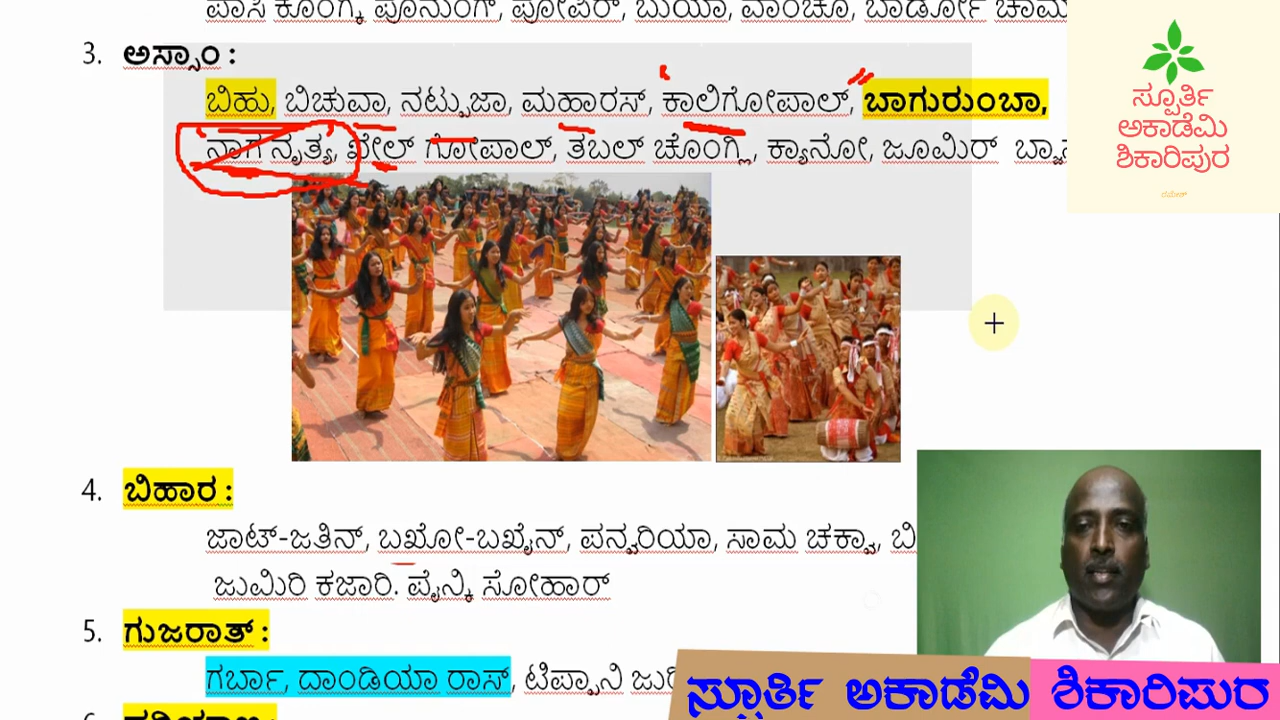 ಪಾಸಿ ಕೊಂಗ್ಕಿ ಪೂನುಂಗ್, ಪೋಪಿರ್, ಬುಯಾ, ವಾಂಚೂ, ಬಾರ್ಡೋ ಚಾಮ
3. ಅಸ್ಸಾಂ :
ಬಿಹು, ಬಿಚುವಾ, ನಟ್ಪುಜಾ, ಮಹಾರಸ್, ಕಾಲಿಗೋಪಾಲ್, ಬಾಗುರುಂಬಾ,
ನಾಗ ನೃತ್ಯ, ಖೇಲ್ ಗೋಪಾಲ್, ತಬಲ್ ಚೊಂಗ್ಲಿ, ಕ್ಯಾನೋ, ಜೂಮಿರ್
4. ಬಿಹಾರ :
ಜಾಟ್-ಜತಿನ್, ಬಖೋ-ಬಖೈನ್, ಪನ್ವರಿಯಾ, ಸಾಮ ಚಕ್ವಾ, ಬಿ
ಜುಮಿರಿ ಕಜಾರಿ. ಪೈನ್ಕಿ ಸೋಹಾರ್
5. ಗುಜರಾತ್ :
ಗರ್ಬಾ, ದಾಂಡಿಯಾ ರಾಸ್, ಟಿಪ್ಪಾನಿ
ಸ್ಪೂರ್ತಿ
ಅಕಾಡೆಮಿ
ಶಿಕಾರಿಪುರ
ಸ್ಪೂರ್ತಿ ಅಕಾಡೆಮಿ ಶಿಕಾರಿಪುರ